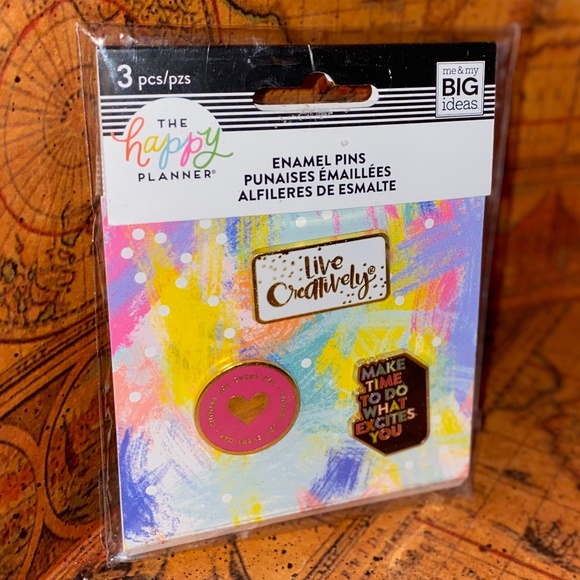 3 pcs/pzs
me & my
BIG
ideas®
THE
happy
PLANNER®
ENAMEL PINS
PUNAISES ÉMAILLÉES
ALFILERES DE ESMALTE
Live
Creatively®
MAKE
TIME
TO DO
WHAT
EXCITES
YOU